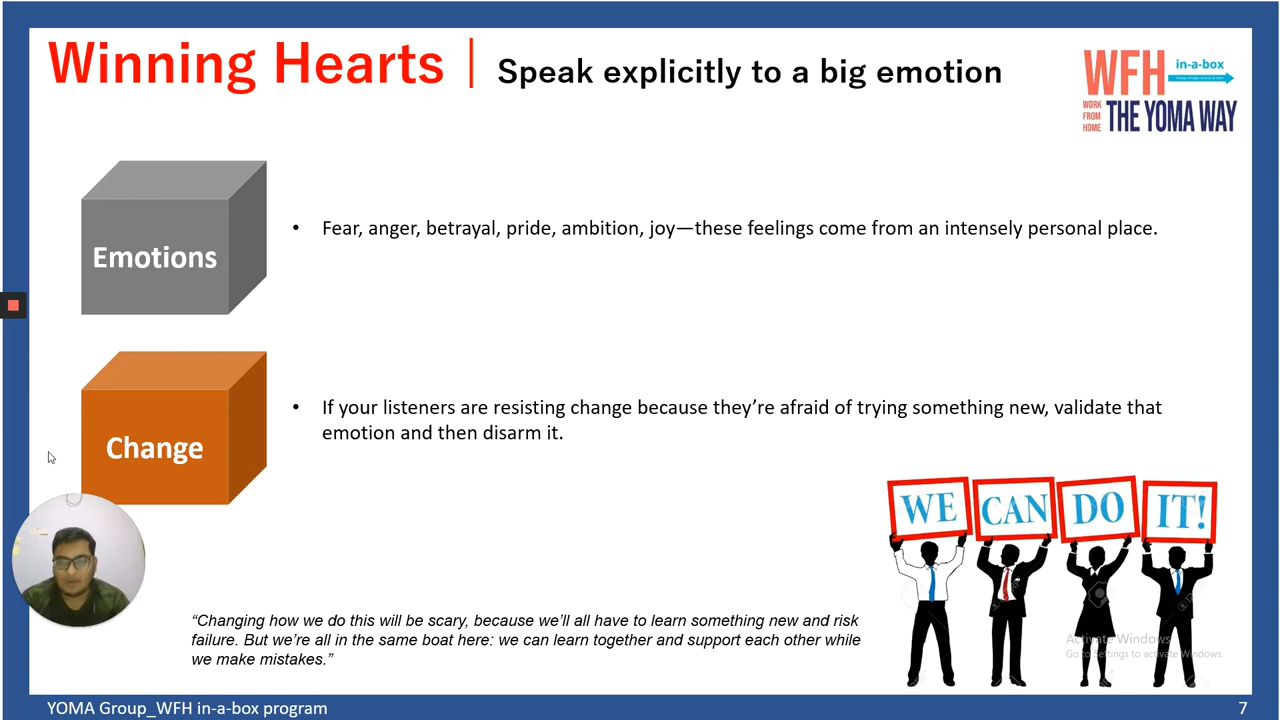 Winning Hearts | Speak explicitly to a big emotion
WFH
in-a-box
WORK
FROM
HOME
THE YOMA WAY
Emotions
• Fear, anger, betrayal, pride, ambition, joy—these feelings come from an intensely personal place.
Change
• If your listeners are resisting change because they’re afraid of trying something new, validate that
emotion and then disarm it.
WE CAN DO IT!
“Changing how we do this will be scary, because we’ll all have to learn something new and risk
failure. But we’re all in the same boat here: we can learn together and support each other while
we make mistakes.”
Activate Windows
Go to Settings to activate Windows.
YOMA Group_WFH in-a-box program
7